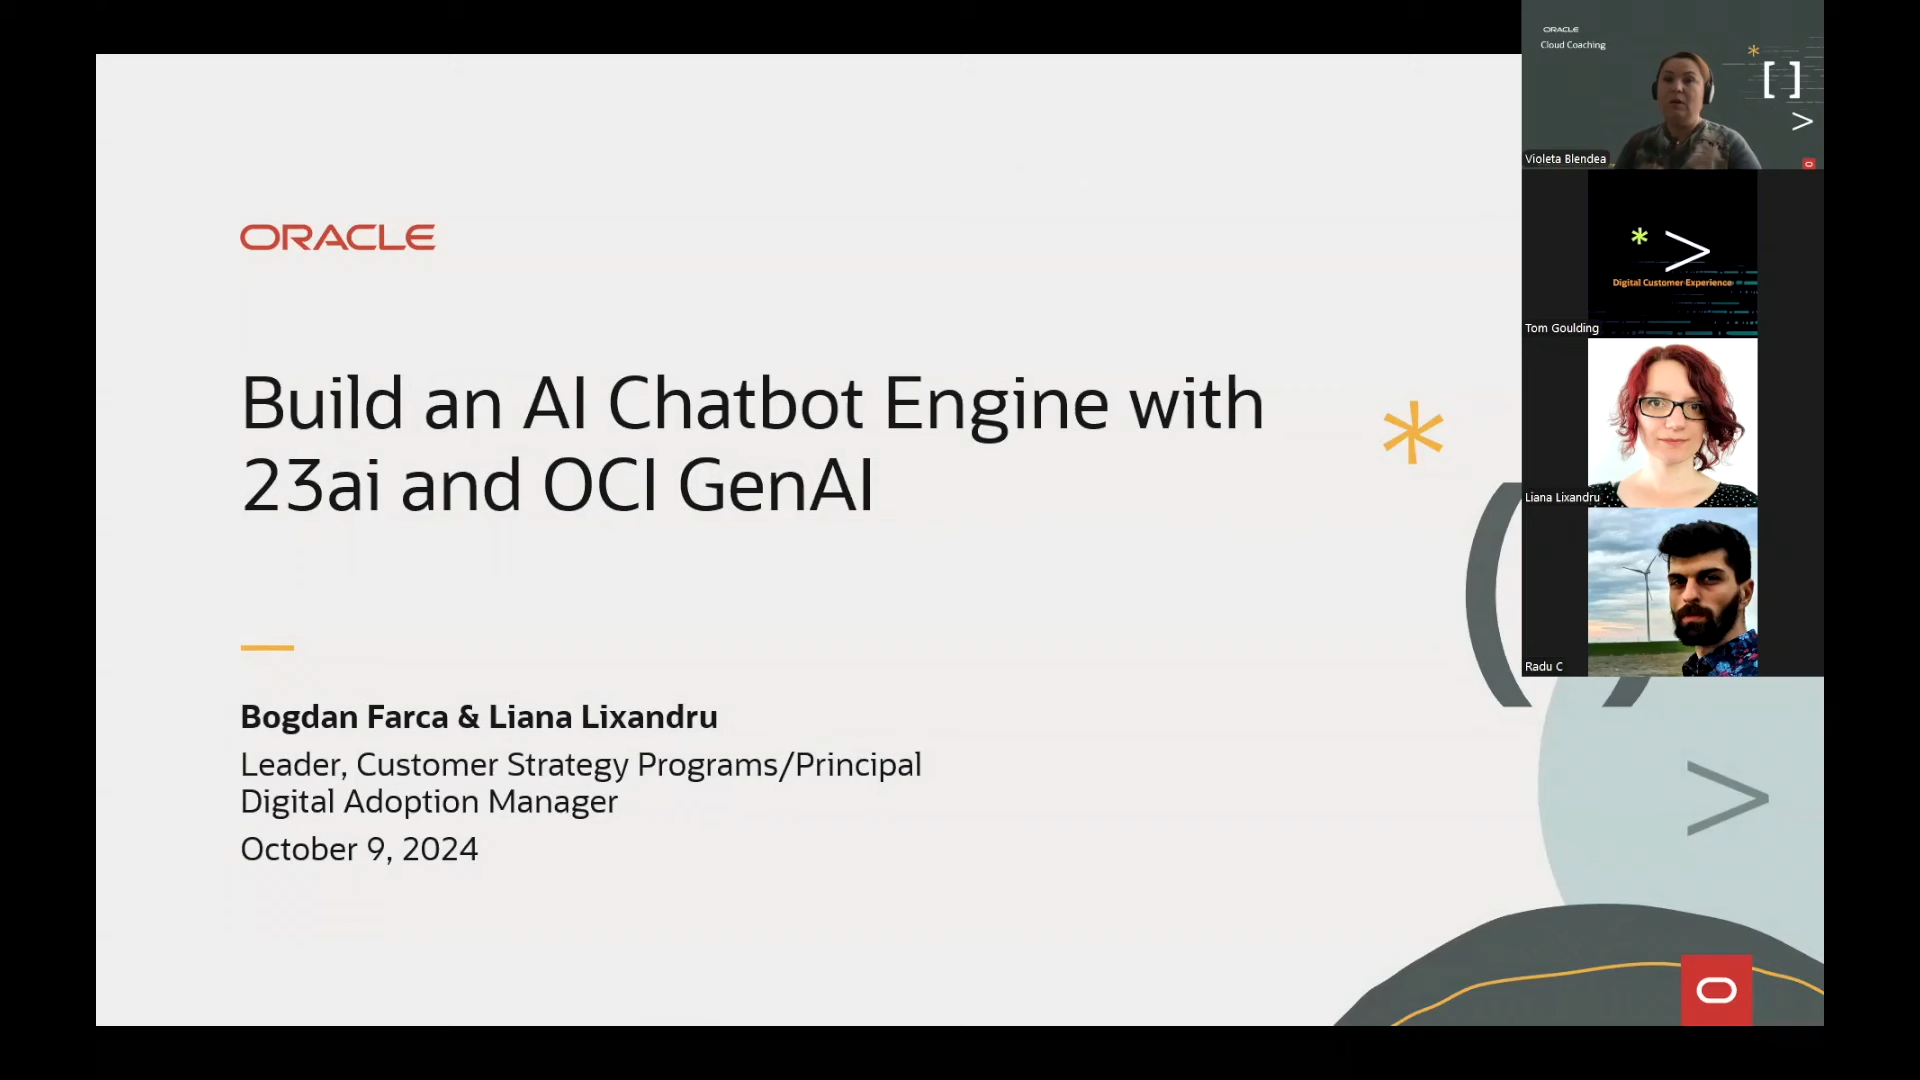 ORACLE
Build an AI Chatbot Engine with
23ai and OCI GenAI
Bogdan Farca & Liana Lixandru
Leader, Customer Strategy Programs/Principal
Digital Adoption Manager
October 9, 2024
ORACLE
Cloud Coaching
* [ ]
>
Violeta Blendea
* >
Digital Customer Experience
Tom Goulding
Liana Lixandru
Radu C